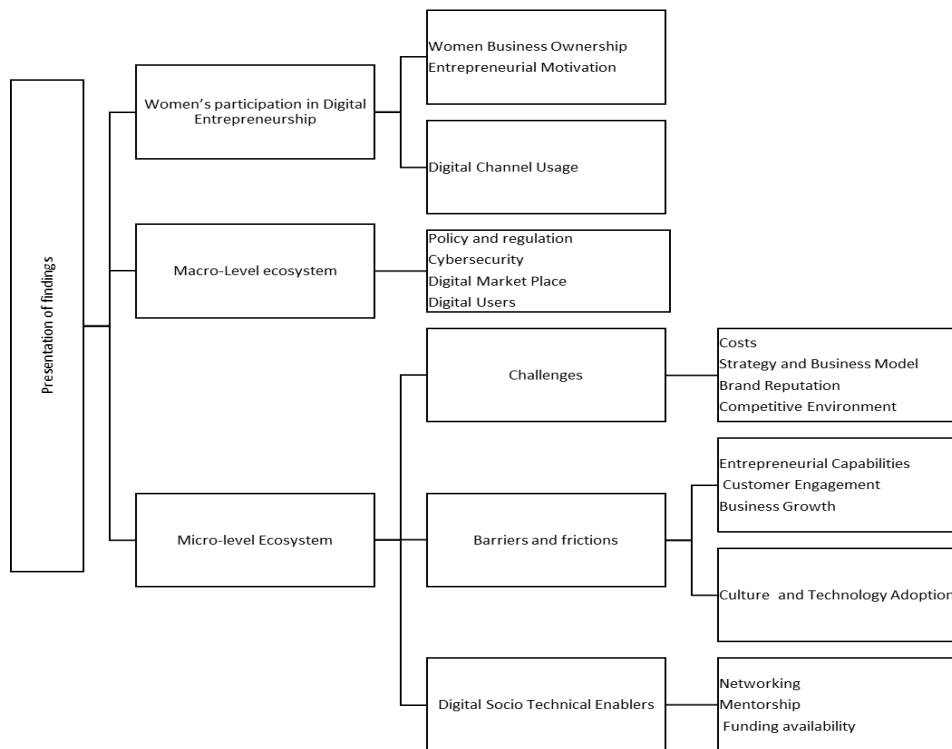 Presentation of findings
Women's participation in Digital
Entrepreneurship
Women Business Ownership
Entrepreneurial Motivation
Digital Channel Usage
Macro-Level ecosystem
Policy and regulation
Cybersecurity
Digital Market Place
Digital Users
Micro-level Ecosystem
Challenges
Costs
Strategy and Business Model
Brand Reputation
Competitive Environment
Barriers and frictions
Entrepreneurial Capabilities
Customer Engagement
Business Growth
Culture and Technology Adoption
Digital Socio Technical Enablers
Networking
Mentorship
Funding availability